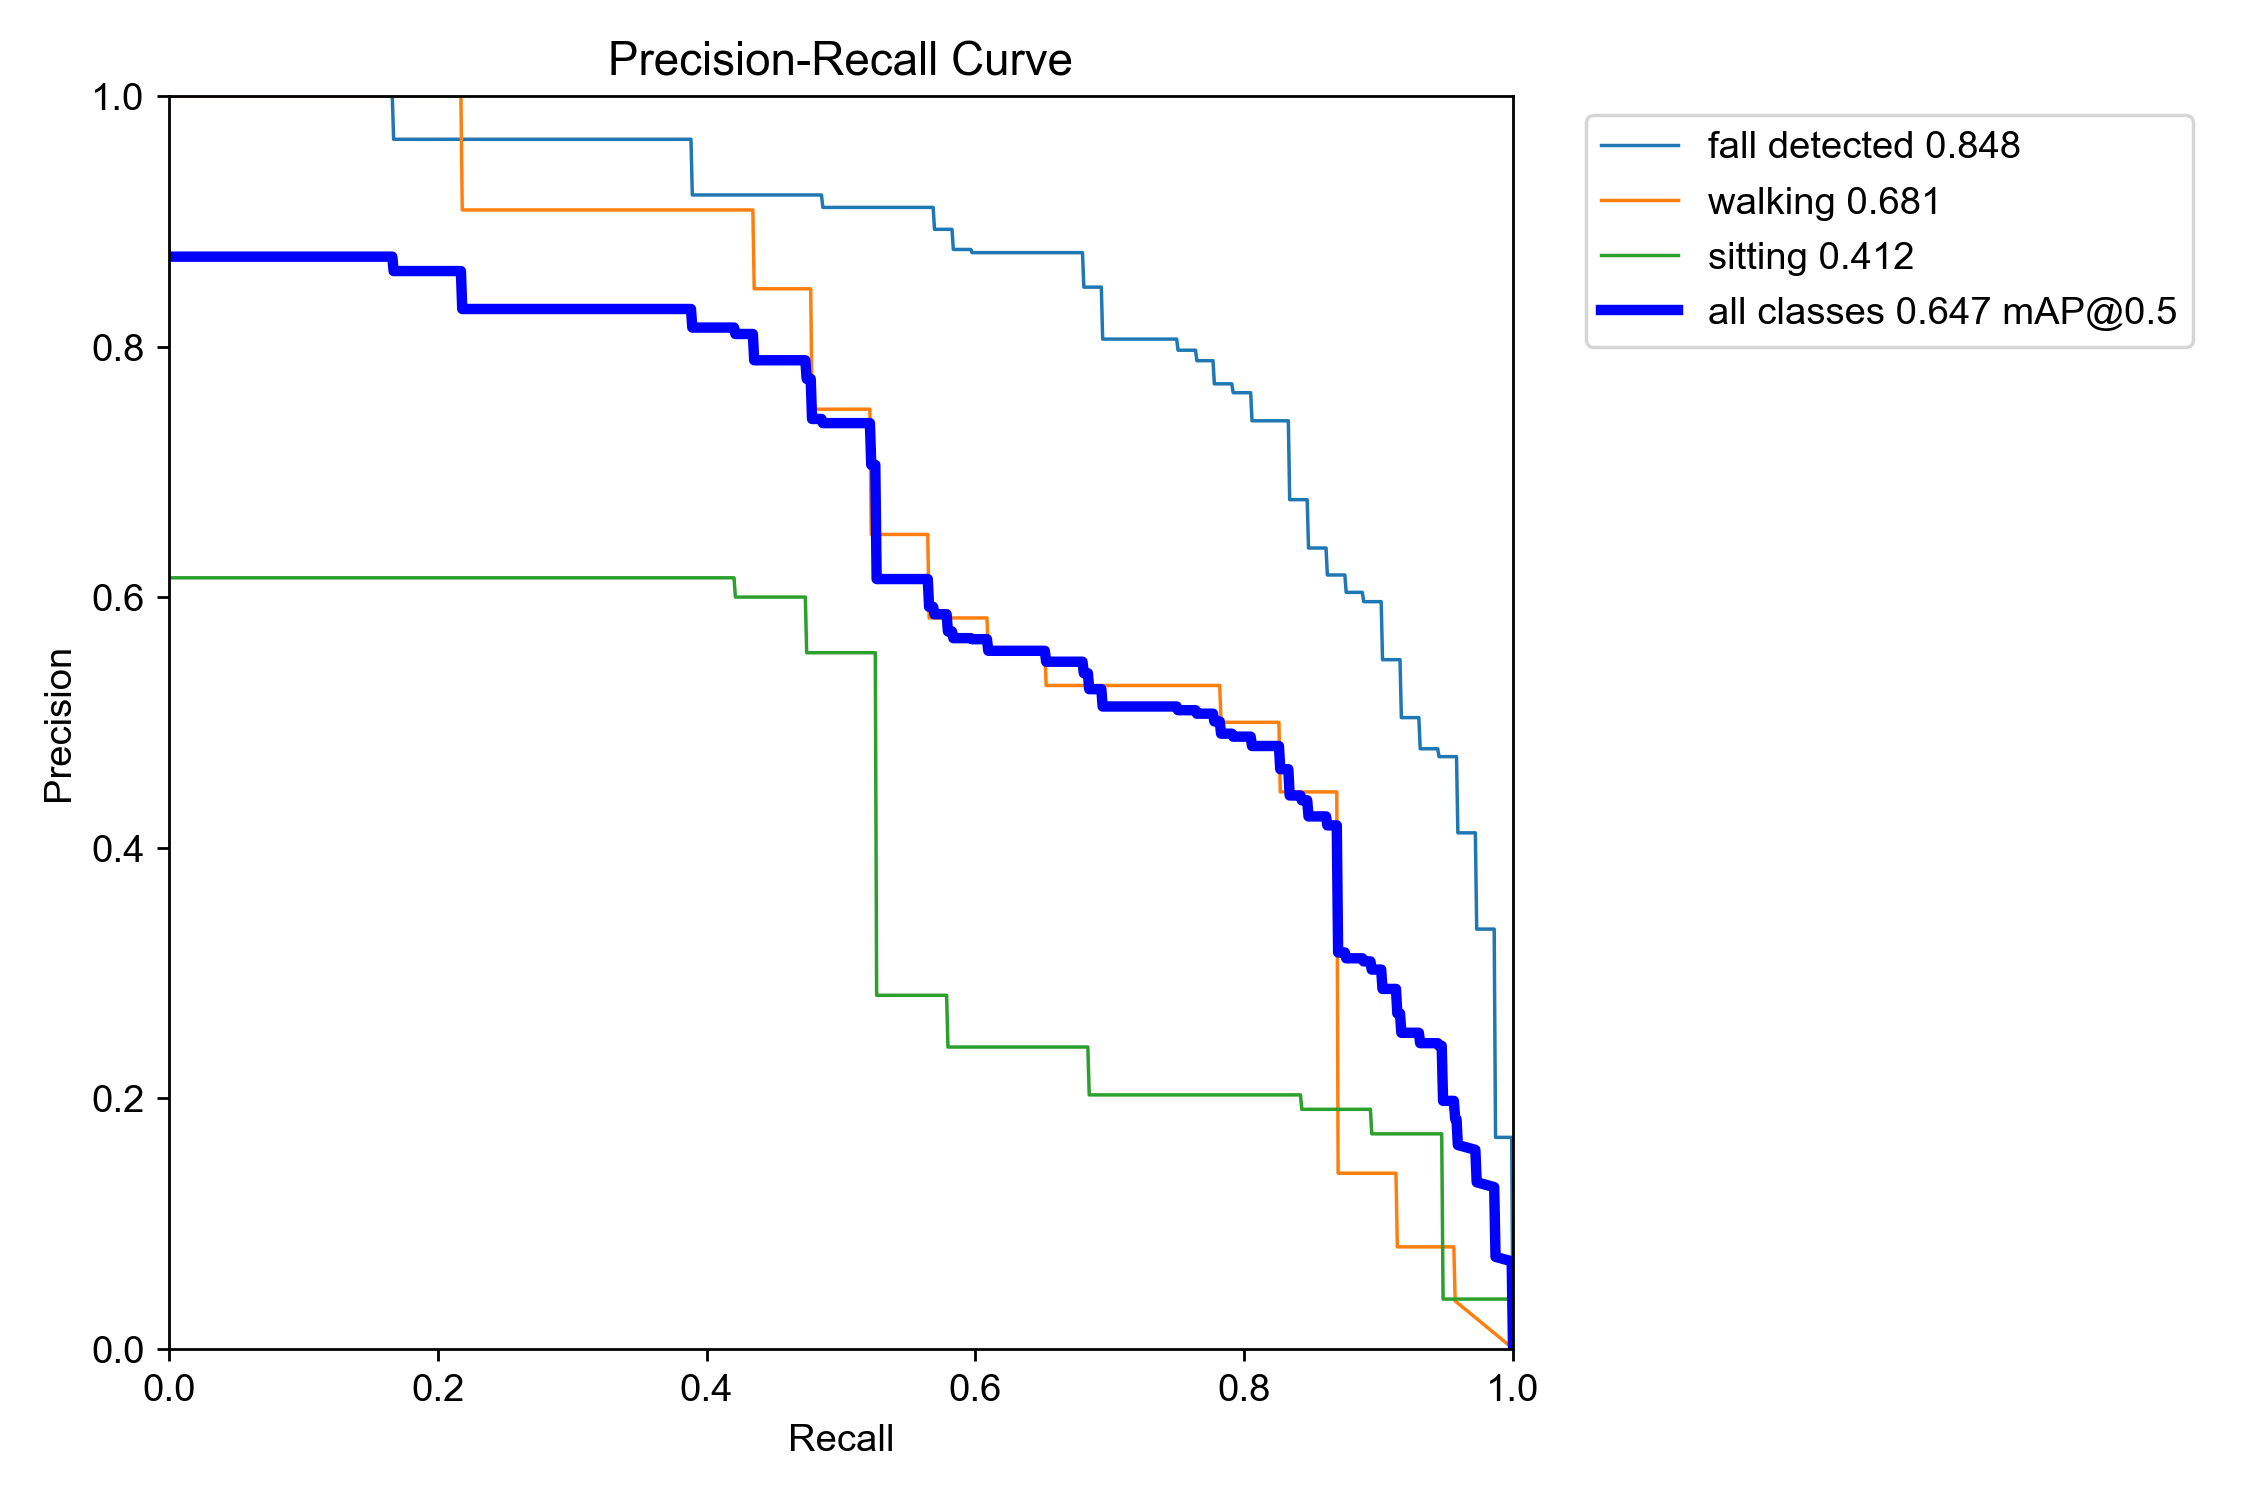 Precision-Recall Curve
1.0
0.8
0.6
0.4
0.2
0.0
Precision
0.0 0.2 0.4 0.6 0.8 1.0
Recall
fall detected 0.848
walking 0.681
sitting 0.412
all classes 0.647 mAP@0.5